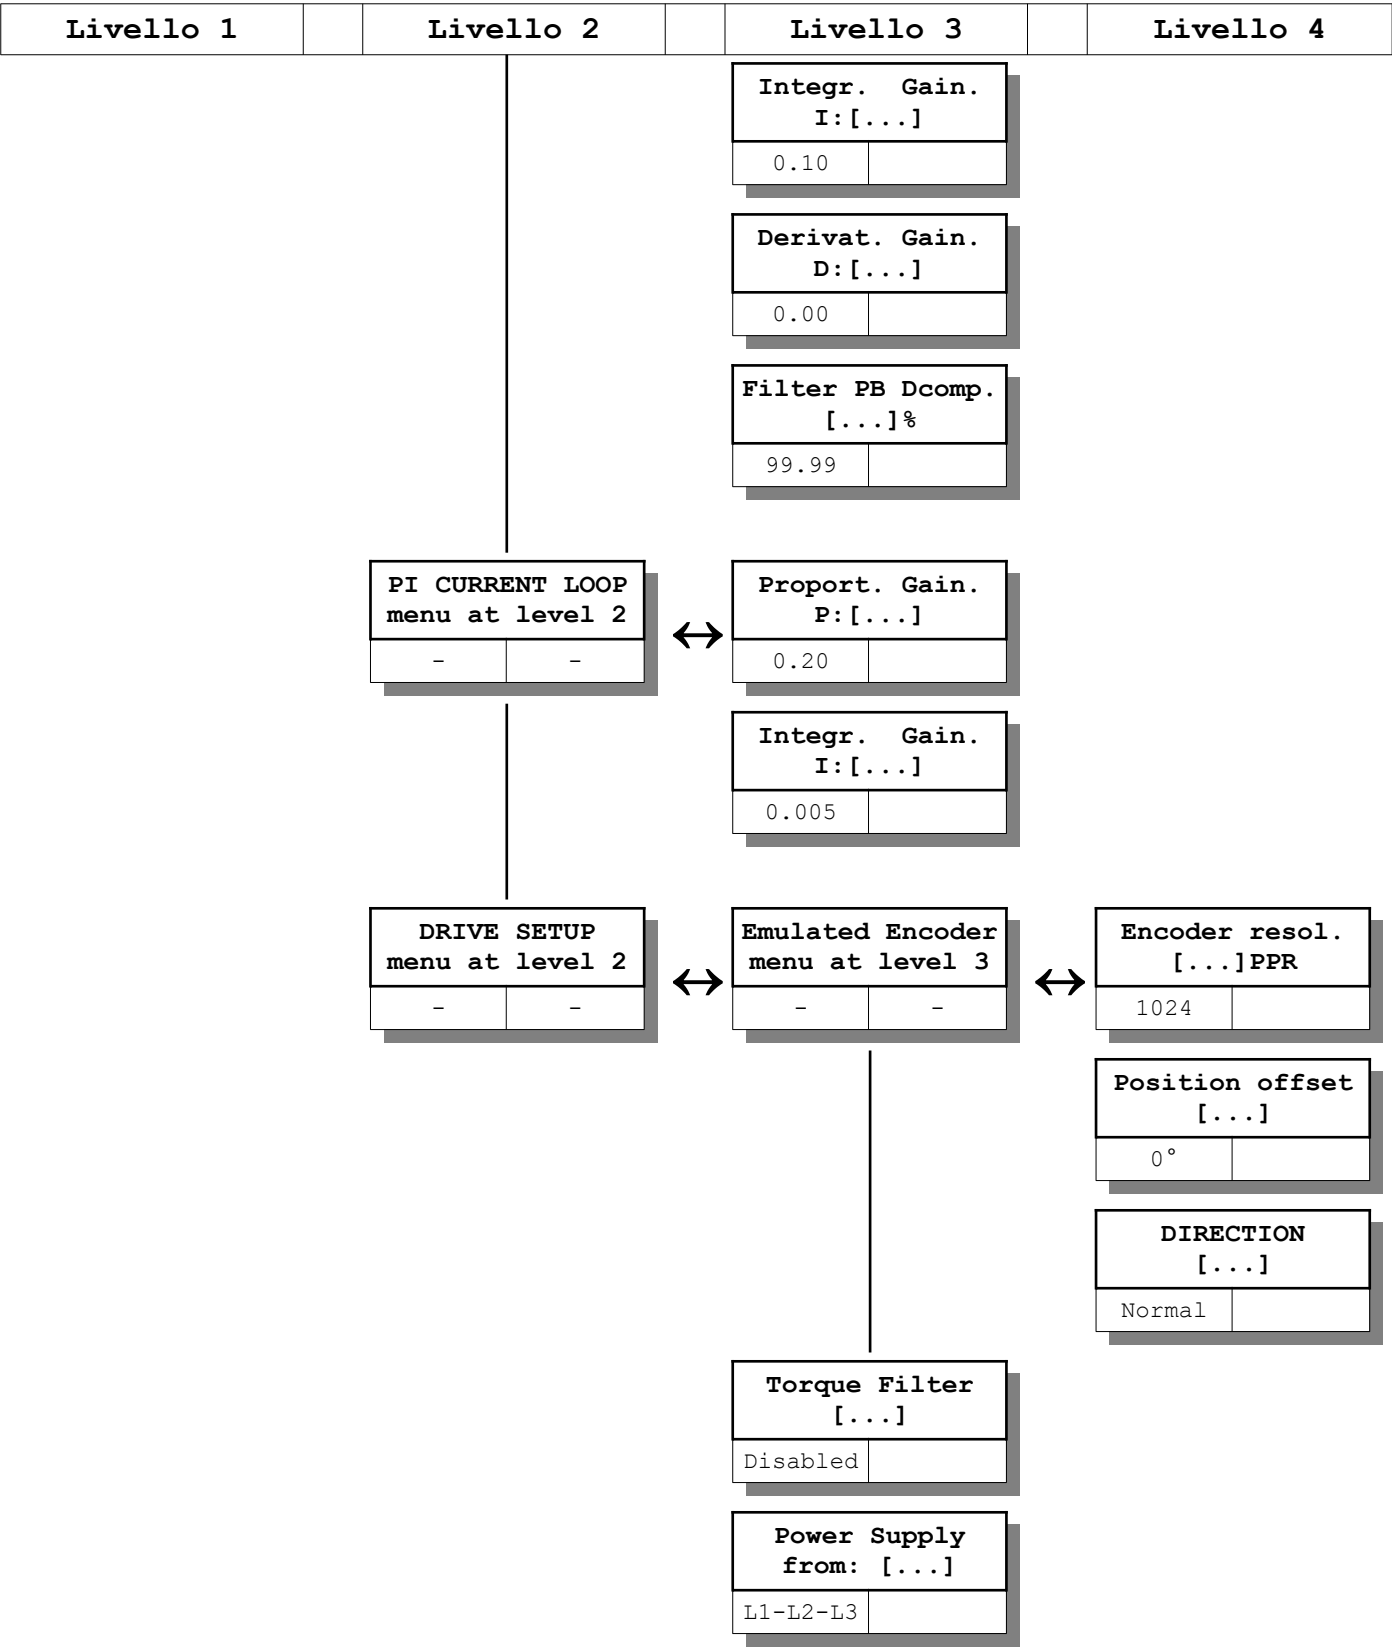 Livello 1 Livello 2 Livello 3 Livello 4
Integr.  Gain.
I:[...]
0.10
Derivat. Gain.
D:[...]
0.00
Filter PB Dcomp.
[...]%
99.99
PI CURRENT LOOP
menu at level 2
- -
Proport. Gain.
P:[...]
0.20
Integr.  Gain.
I:[...]
0.005
DRIVE SETUP
menu at level 2
- -
Emulated Encoder
menu at level 3
- -
Encoder resol.
[...]PPR
1024
Position offset
[...]
0°
DIRECTION
[...]
Normal
Torque Filter
[...]
Disabled
Power Supply
from: [...]
L1-L2-L3